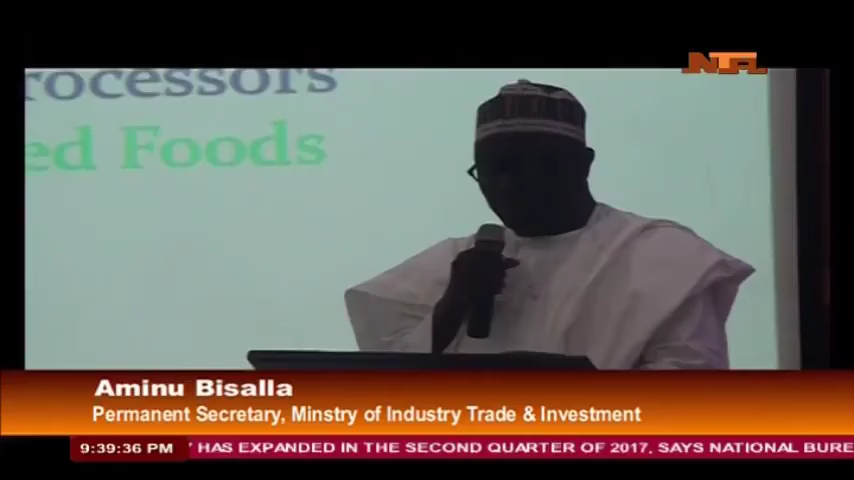 NTA
rocessors
ed Foods
Aminu Bisalla
Permanent Secretary, Minstry of Industry Trade & Investment
9:39:36 PM
HAS EXPANDED IN THE SECOND QUARTER OF 2017, SAYS NATIONAL BURE